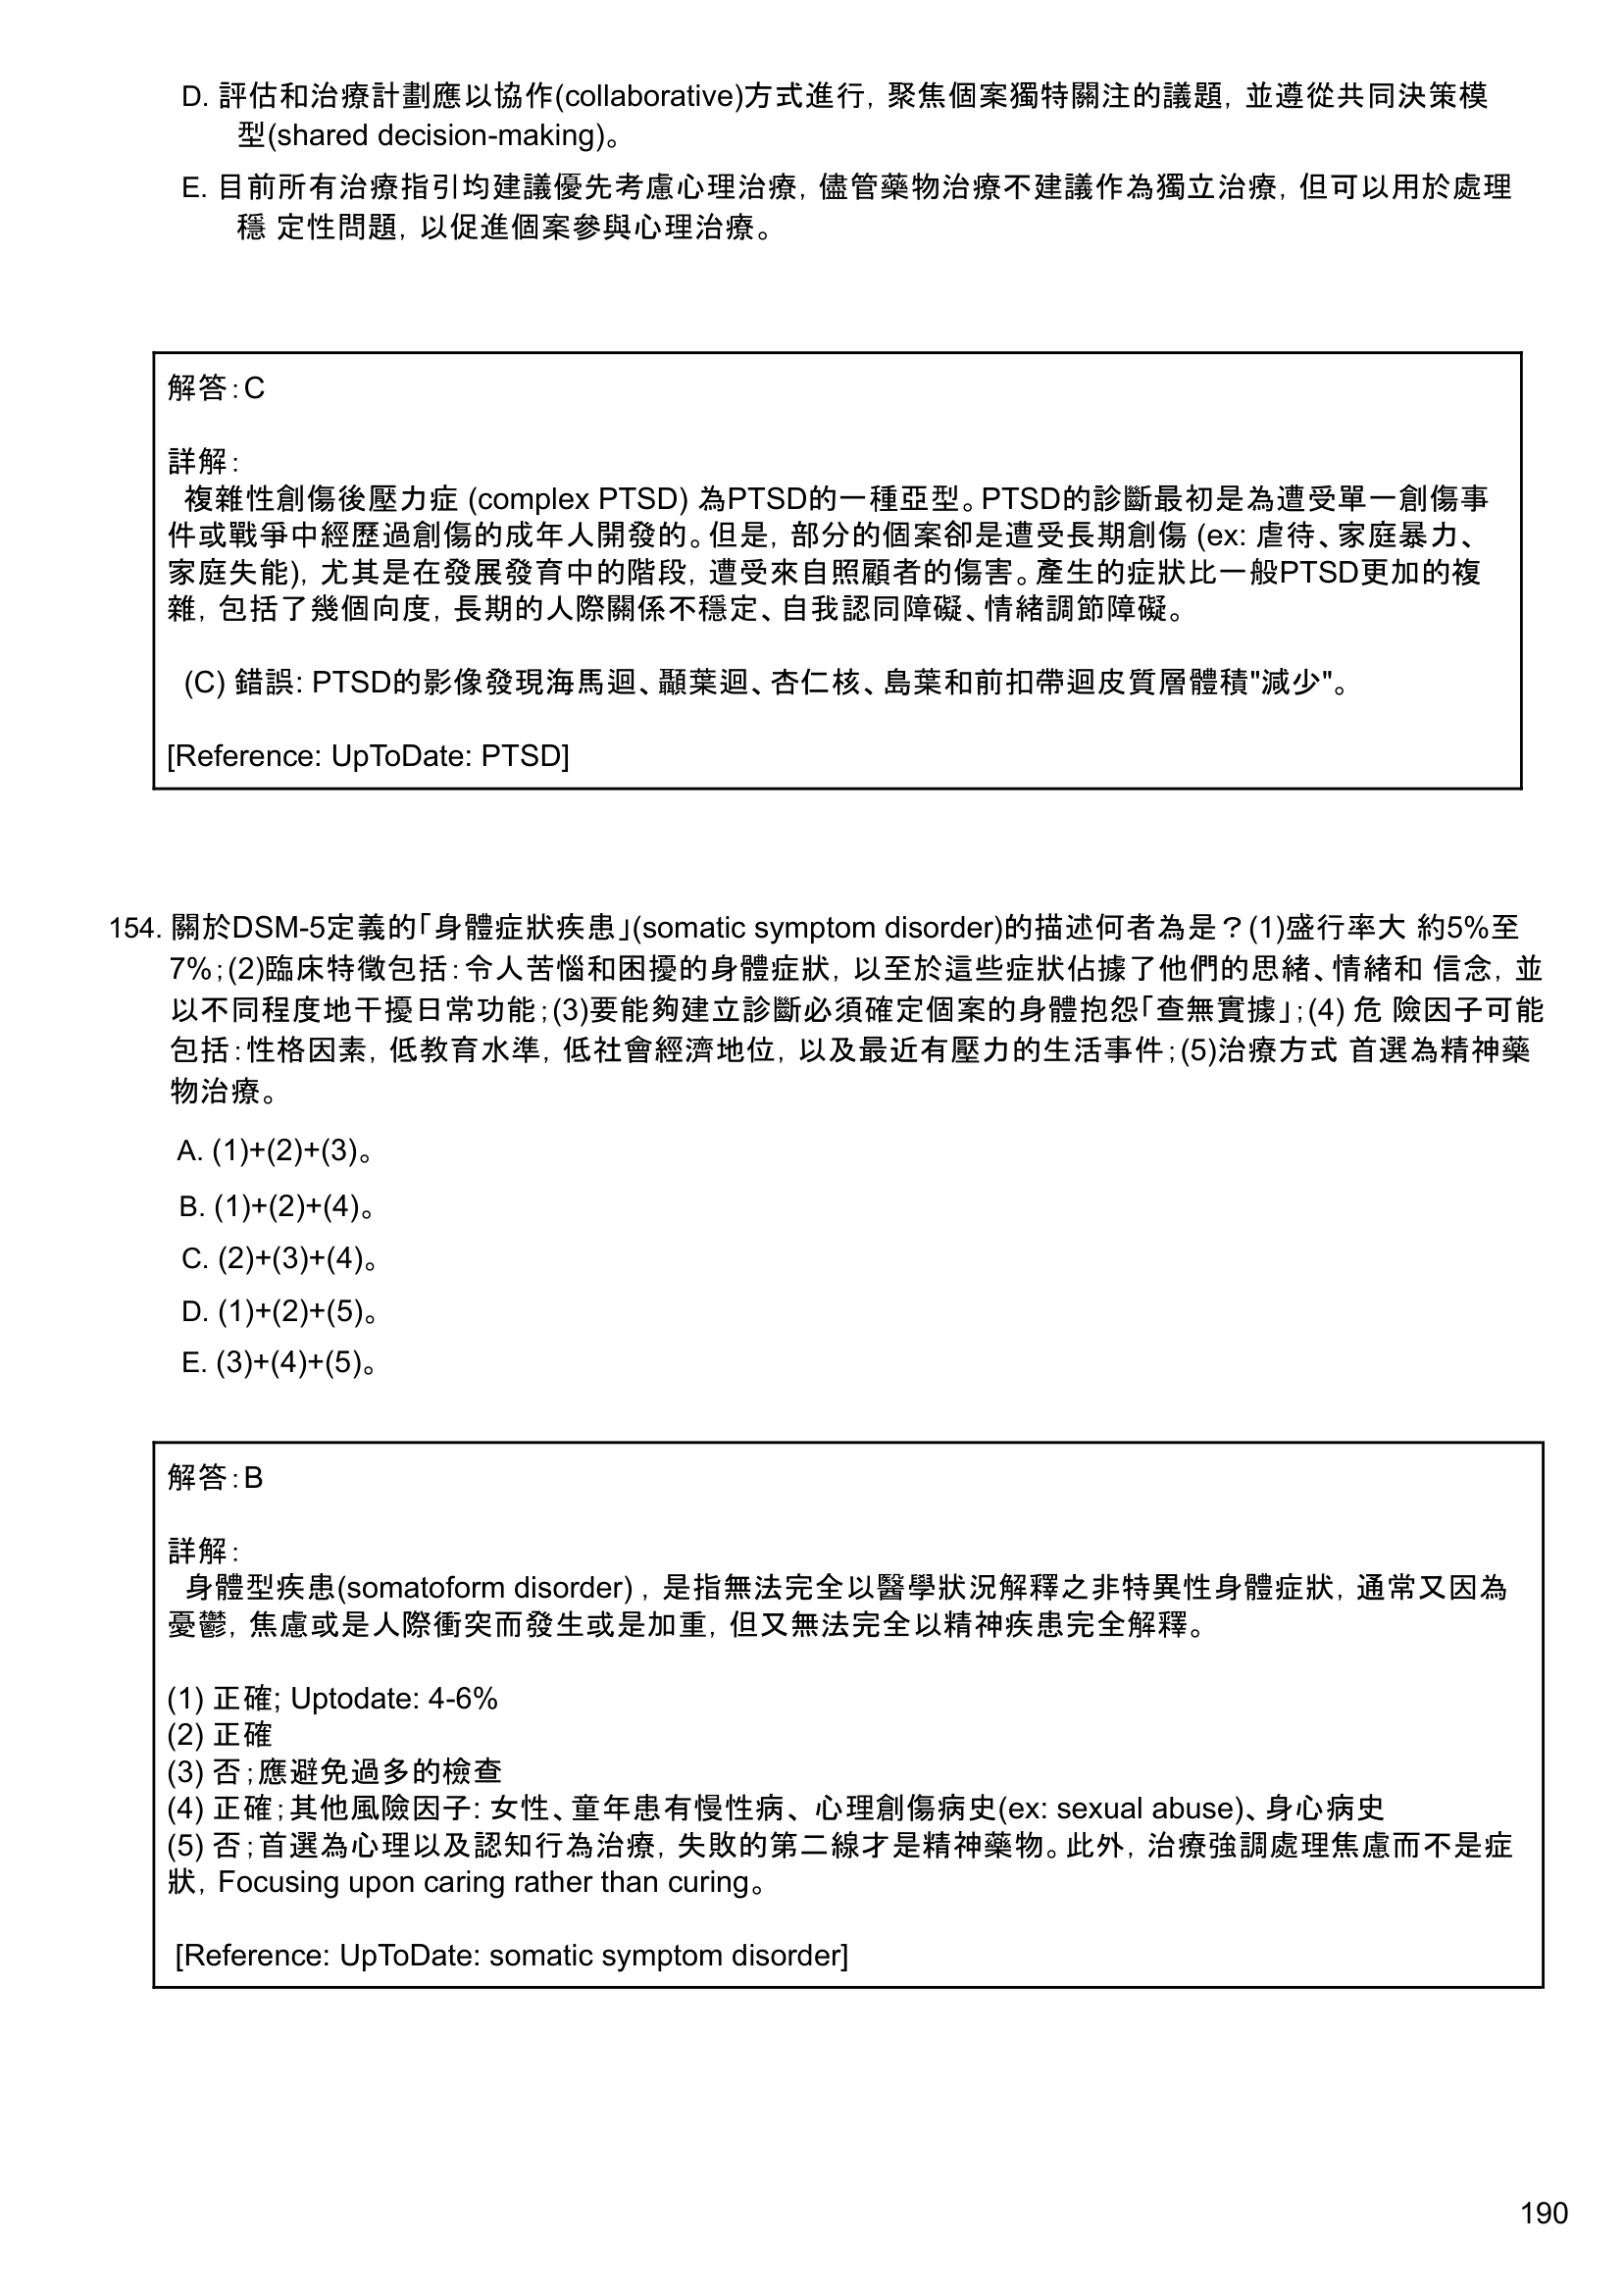 D. 評估和治療計劃應以協作(collaborative)方式進行, 聚焦個案獨特關注的議題, 並遵從共同決策模
型(shared decision-making)。
E. 目前所有治療指引均建議優先考慮心理治療, 儘管藥物治療不建議作為獨立治療, 但可以用於處理
穩 定性問題, 以促進個案參與心理治療。
解答:C
詳解:
複雜性創傷後壓力症 (complex PTSD) 為PTSD的一種亞型。PTSD的診斷最初是為遭受單一創傷事
件或戰爭中經歷過創傷的成年人開發的。但是, 部分的個案卻是遭受長期創傷 (ex: 虐待、家庭暴力、
家庭失能), 尤其是在發展發育中的階段, 遭受來自照顧者的傷害。產生的症狀比一般PTSD更加的複
雜, 包括了幾個向度, 長期的人際關係不穩定、自我認同障礙、情緒調節障礙。
(C) 錯誤: PTSD的影像發現海馬迴、顳葉迴、杏仁核、島葉和前扣帶迴皮質層體積"減少"。
[Reference: UpToDate: PTSD]
154. 關於DSM-5定義的「身體症狀疾患」(somatic symptom disorder)的描述何者為是？(1)盛行率大 約5%至
7%;(2)臨床特徵包括:令人苦惱和困擾的身體症狀, 以至於這些症狀佔據了他們的思緒、情緒和 信念, 並
以不同程度地干擾日常功能;(3)要能夠建立診斷必須確定個案的身體抱怨「查無實據」;(4) 危 險因子可能
包括:性格因素, 低教育水準, 低社會經濟地位, 以及最近有壓力的生活事件;(5)治療方式 首選為精神藥
物治療。
A. (1)+(2)+(3)。
B. (1)+(2)+(4)。
C. (2)+(3)+(4)。
D. (1)+(2)+(5)。
E. (3)+(4)+(5)。
解答:B
詳解:
身體型疾患(somatoform disorder) , 是指無法完全以醫學狀況解釋之非特異性身體症狀, 通常又因為
憂鬱, 焦慮或是人際衝突而發生或是加重, 但又無法完全以精神疾患完全解釋。
(1) 正確; Uptodate: 4-6%
(2) 正確
(3) 否;應避免過多的檢查
(4) 正確;其他風險因子: 女性、童年患有慢性病、 心理創傷病史(ex: sexual abuse)、身心病史
(5) 否;首選為心理以及認知行為治療, 失敗的第二線才是精神藥物。此外, 治療強調處理焦慮而不是症
狀, Focusing upon caring rather than curing。
[Reference: UpToDate: somatic symptom disorder]
190